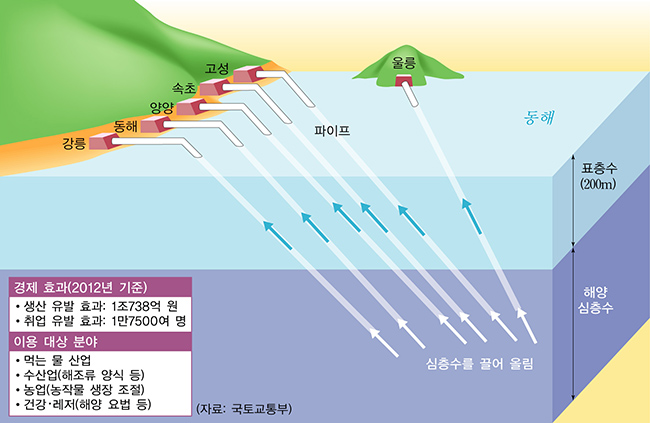 고성
속초
양양
동해
강릉
울릉
파이프
동해
표층수
(200m)
해양
심층수
심층수를 끌어 올림
경제 효과(2012년 기준)
• 생산 유발 효과: 1조738억 원
• 취업 유발 효과: 1만7500여 명
이용 대상 분야
• 먹는 물 산업
• 수산업(해조류 양식 등)
• 농업(농작물 생장 조절)
• 건강·레저(해양 요법 등)
(자료: 국토교통부)